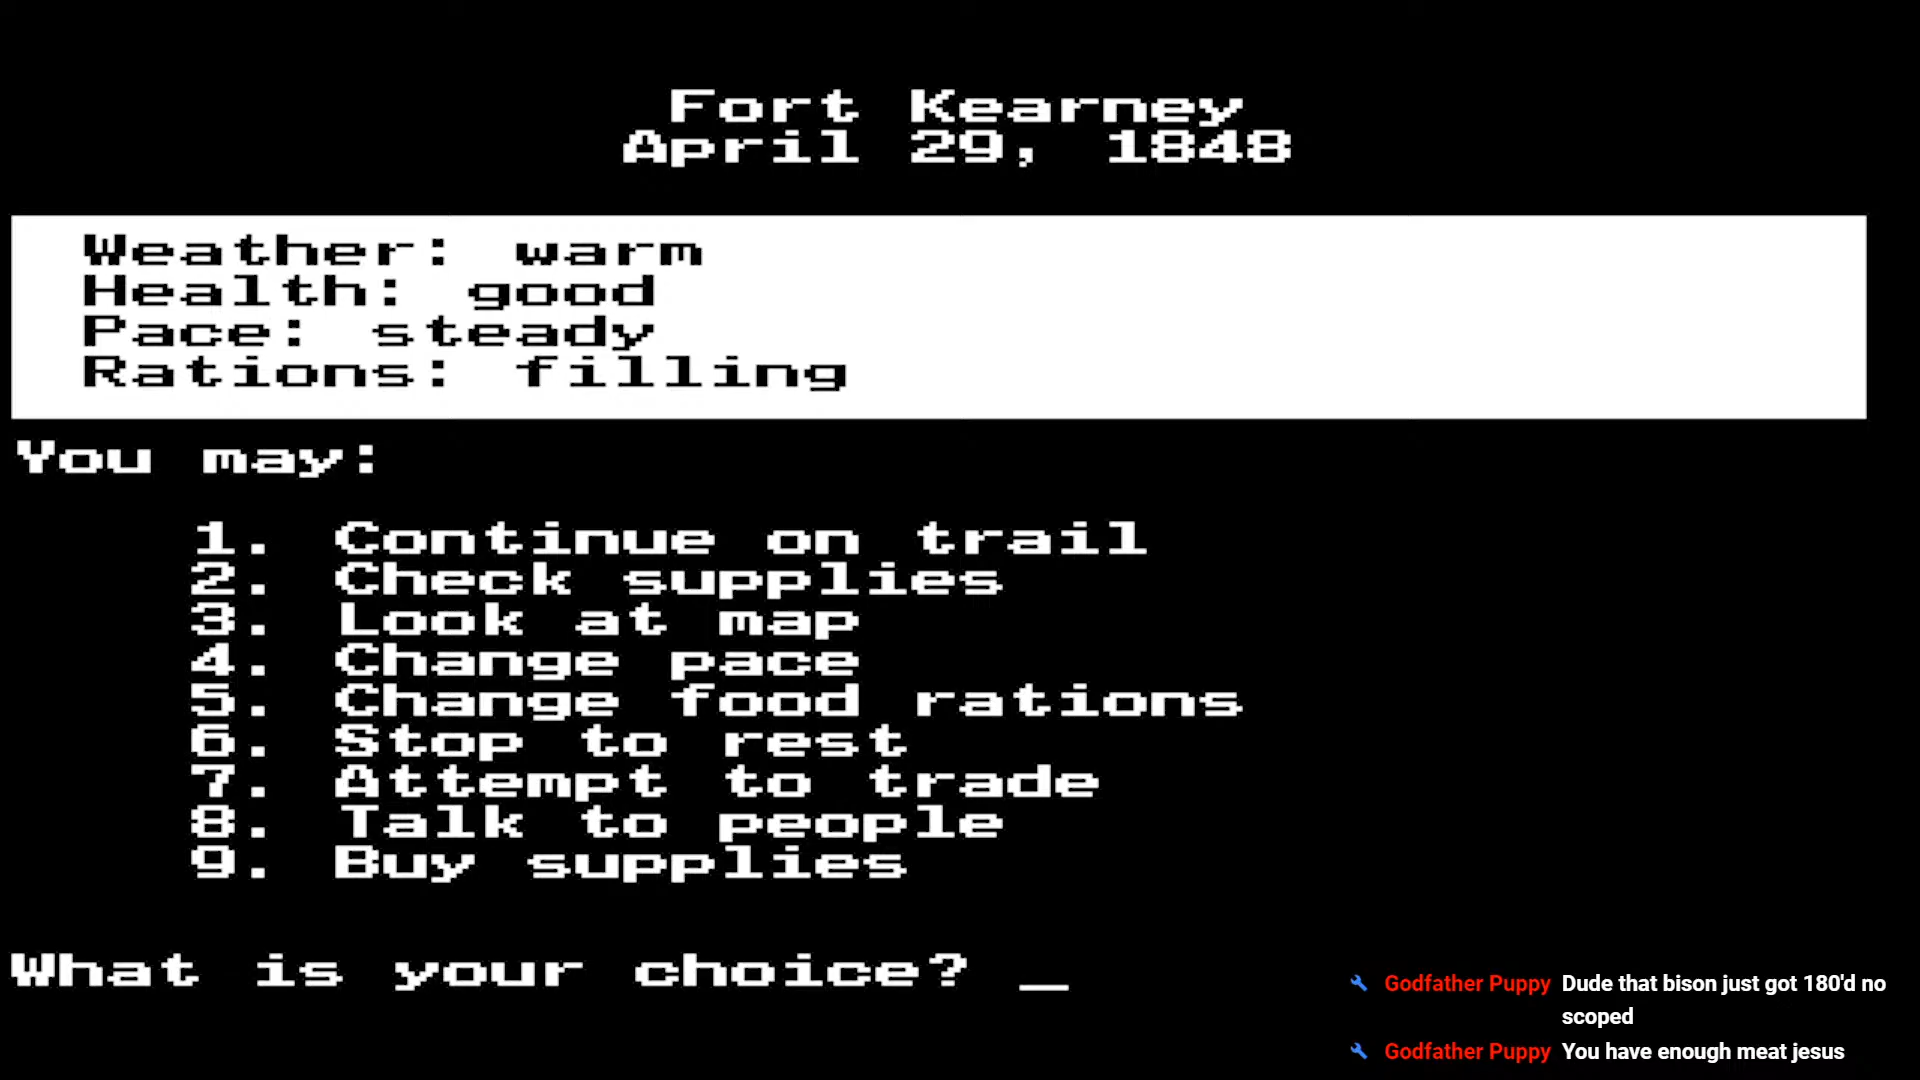 Fort Kearney
April 29, 1848
Weather: warm
Health: good
Pace: steady
Rations: filling
You may:
1. Continue on trail
2. Check supplies
3. Look at map
4. Change pace
5. Change food rations
6. Stop to rest
7. Attempt to trade
8. Talk to people
9. Buy supplies
What is your choice? _
Godfather Puppy Dude that bison just got 180'd no
scoped
Godfather Puppy You have enough meat jesus